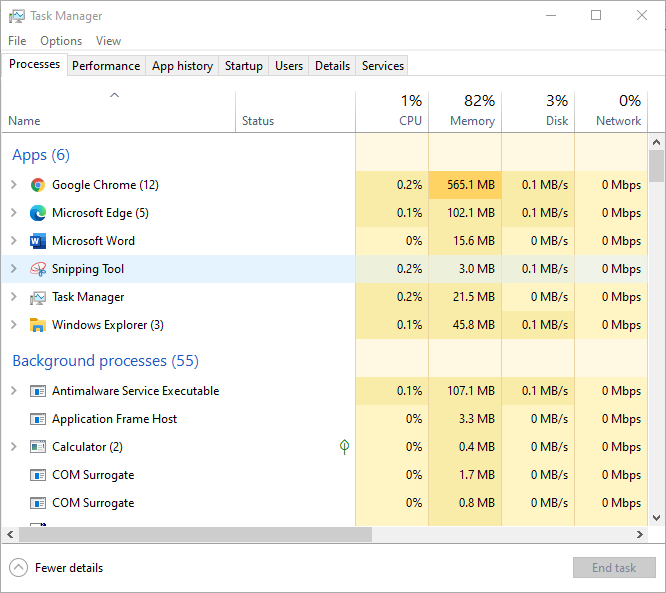 Task Manager
File Options View
Processes Performance App history Startup Users Details Services
1% 82% 3% 0%
Name Status CPU Memory Disk Network
Apps (6)
Google Chrome (12) 0.2% 565.1 MB 0.1 MB/s 0 Mbps
Microsoft Edge (5) 0.1% 102.1 MB 0.1 MB/s 0 Mbps
Microsoft Word 0% 15.6 MB 0 MB/s 0 Mbps
Snipping Tool 0.2% 3.0 MB 0 MB/s 0 Mbps
Task Manager 0.2% 21.5 MB 0 MB/s 0 Mbps
Windows Explorer (3) 0.1% 45.8 MB 0.1 MB/s 0 Mbps
Background processes (55)
Antimalware Service Executable 0.1% 107.1 MB 0.1 MB/s 0 Mbps
Application Frame Host 0% 3.3 MB 0 MB/s 0 Mbps
Calculator (2) 0% 0.4 MB 0 MB/s 0 Mbps
COM Surrogate 0% 1.7 MB 0 MB/s 0 Mbps
COM Surrogate 0% 0.8 MB 0 MB/s 0 Mbps
Fewer details End task